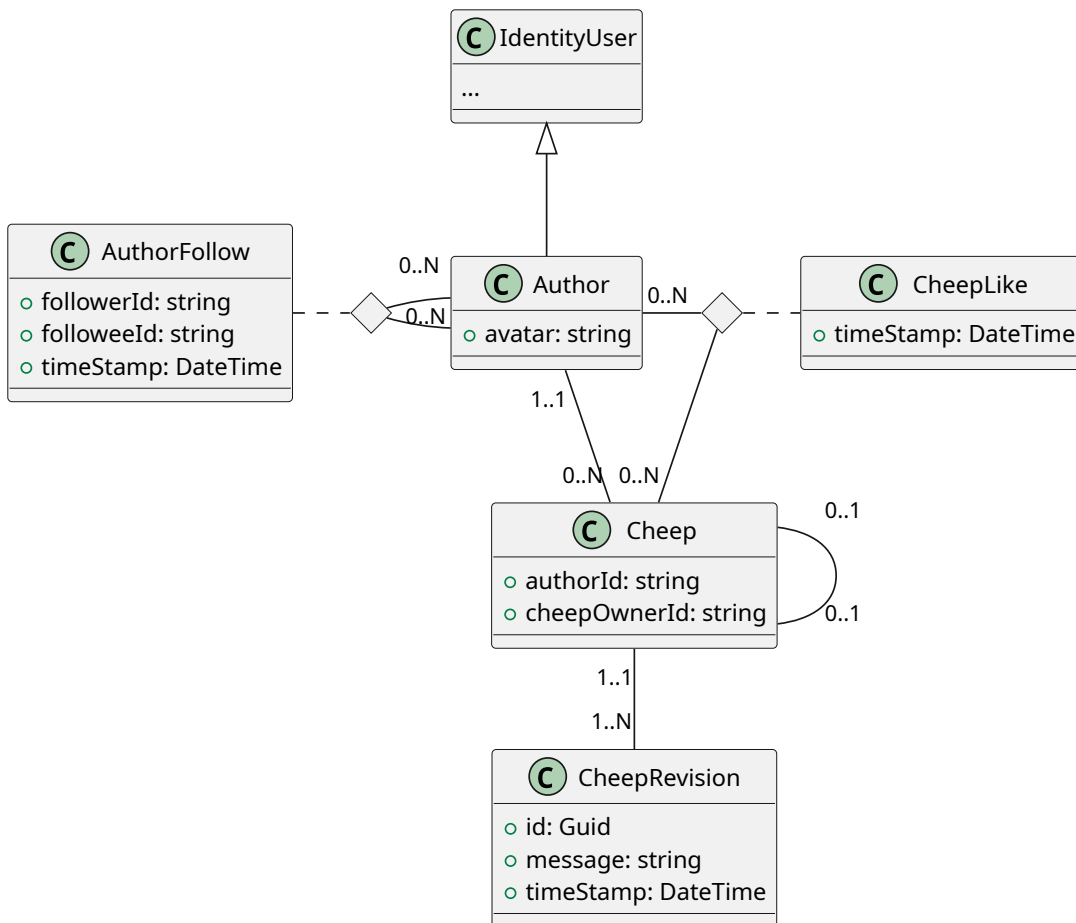 C IdentityUser
...
C AuthorFollow
followerId: string
followeeId: string
timeStamp: DateTime
0..N
0..N
C Author
avatar: string
0..N
C CheepLike
timeStamp: DateTime
1..1
0..N
0..N
C Cheep
authorId: string
cheepOwnerId: string
0..1
0..1
1..1
1..N
C CheepRevision
id: Guid
message: string
timeStamp: DateTime